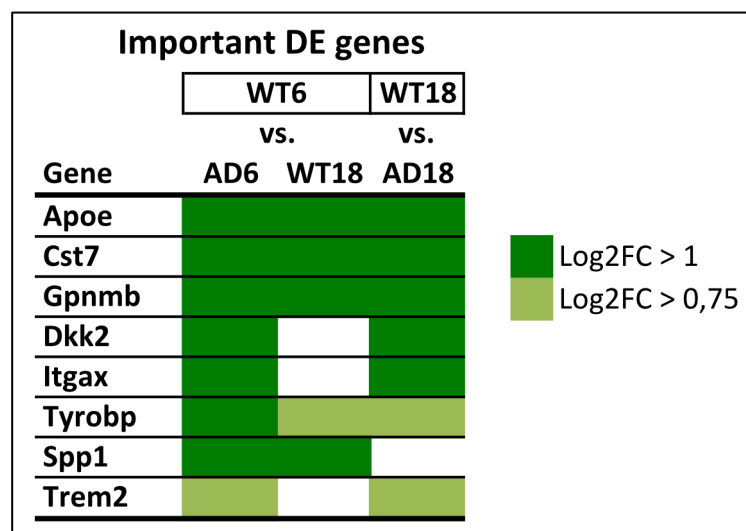 Important DE genes
WT6 WT18
vs. vs.
Gene AD6 WT18 AD18
Apoe
Cst7
Gpnmb
Dkk2
Itgax
Tyrobp
Spp1
Trem2
Log2FC > 1
Log2FC > 0,75